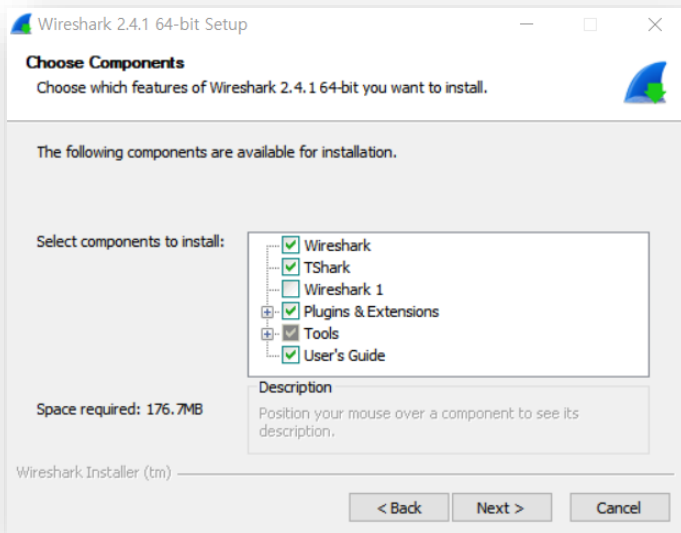 Wireshark 2.4.1 64-bit Setup
Choose Components
Choose which features of Wireshark 2.4.1 64-bit you want to install.
The following components are available for installation.
Select components to install:
Wireshark
TShark
Wireshark 1
Plugins & Extensions
Tools
User's Guide
Space required: 176.7MB
Description
Position your mouse over a component to see its
description.
Wireshark Installer (tm)
< Back
Next >
Cancel